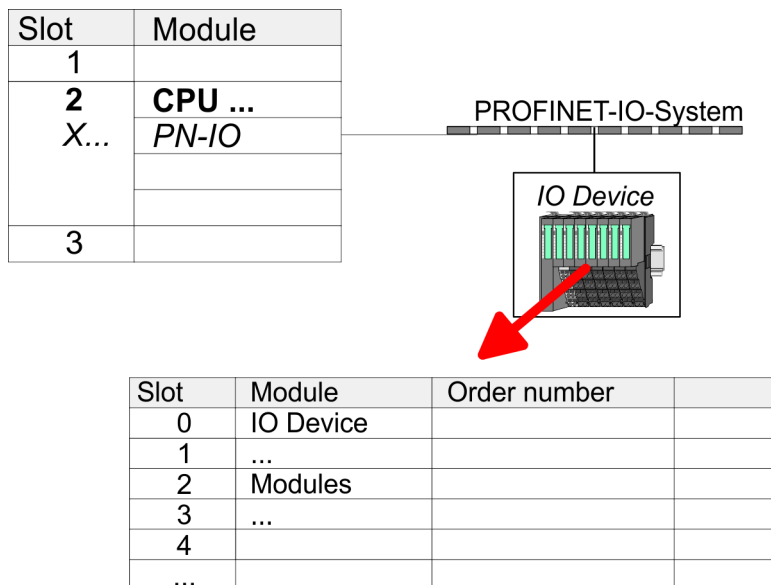 Slot Module
1
2 CPU ...
X... PN-IO
3
PROFINET-IO-System
IO Device
Slot Module Order number
0 IO Device
1 ...
2 Modules
3 ...
4
...